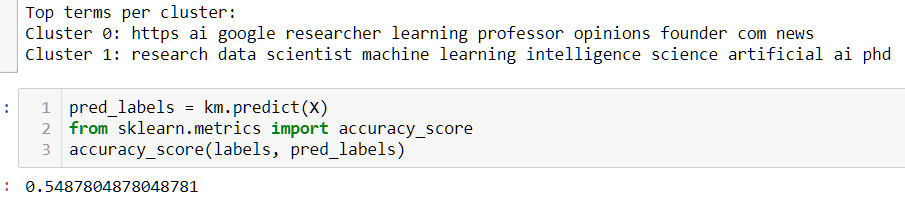 Top terms per cluster:
Cluster 0: https ai google researcher learning professor opinions founder com news
Cluster 1: research data scientist machine learning intelligence science artificial ai phd
: 1 pred_labels = km.predict(X)
2 from sklearn.metrics import accuracy_score
3 accuracy_score(labels, pred_labels)
: 0.5487804878048781